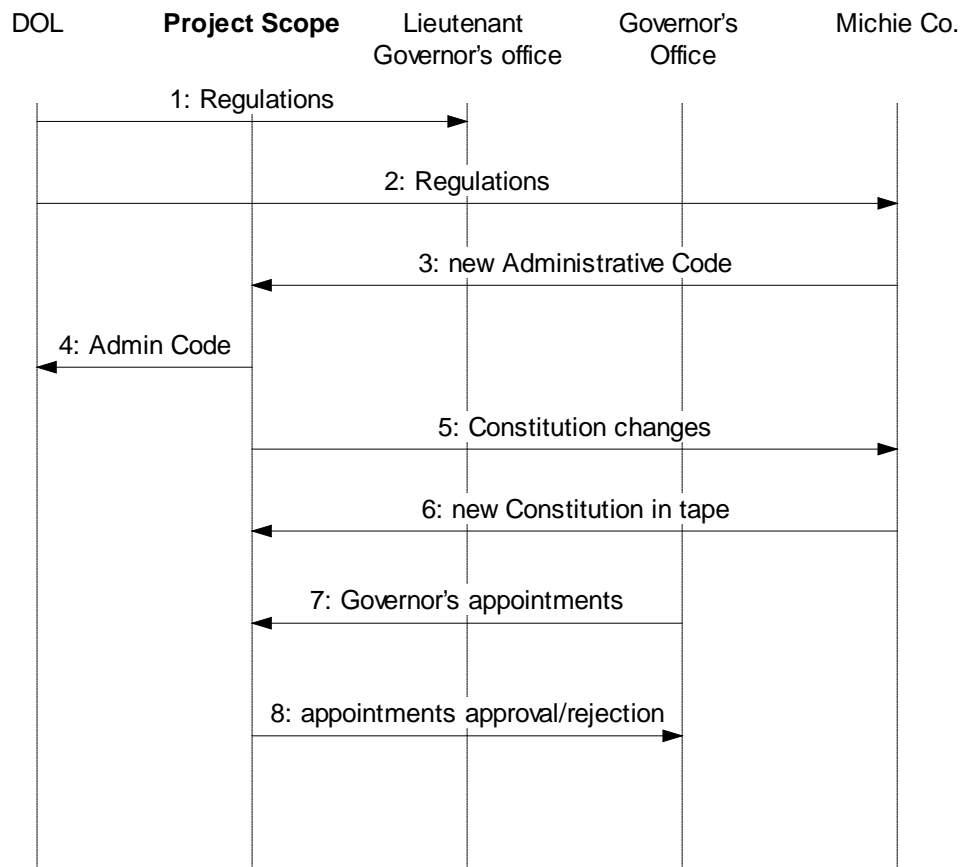 DOL
Project Scope
Lieutenant
Governor's office
Governor's
Office
Michie Co.
1: Regulations
2: Regulations
3: new Administrative Code
4: Admin Code
5: Constitution changes
6: new Constitution in tape
7: Governor's appointments
8: appointments approval/rejection